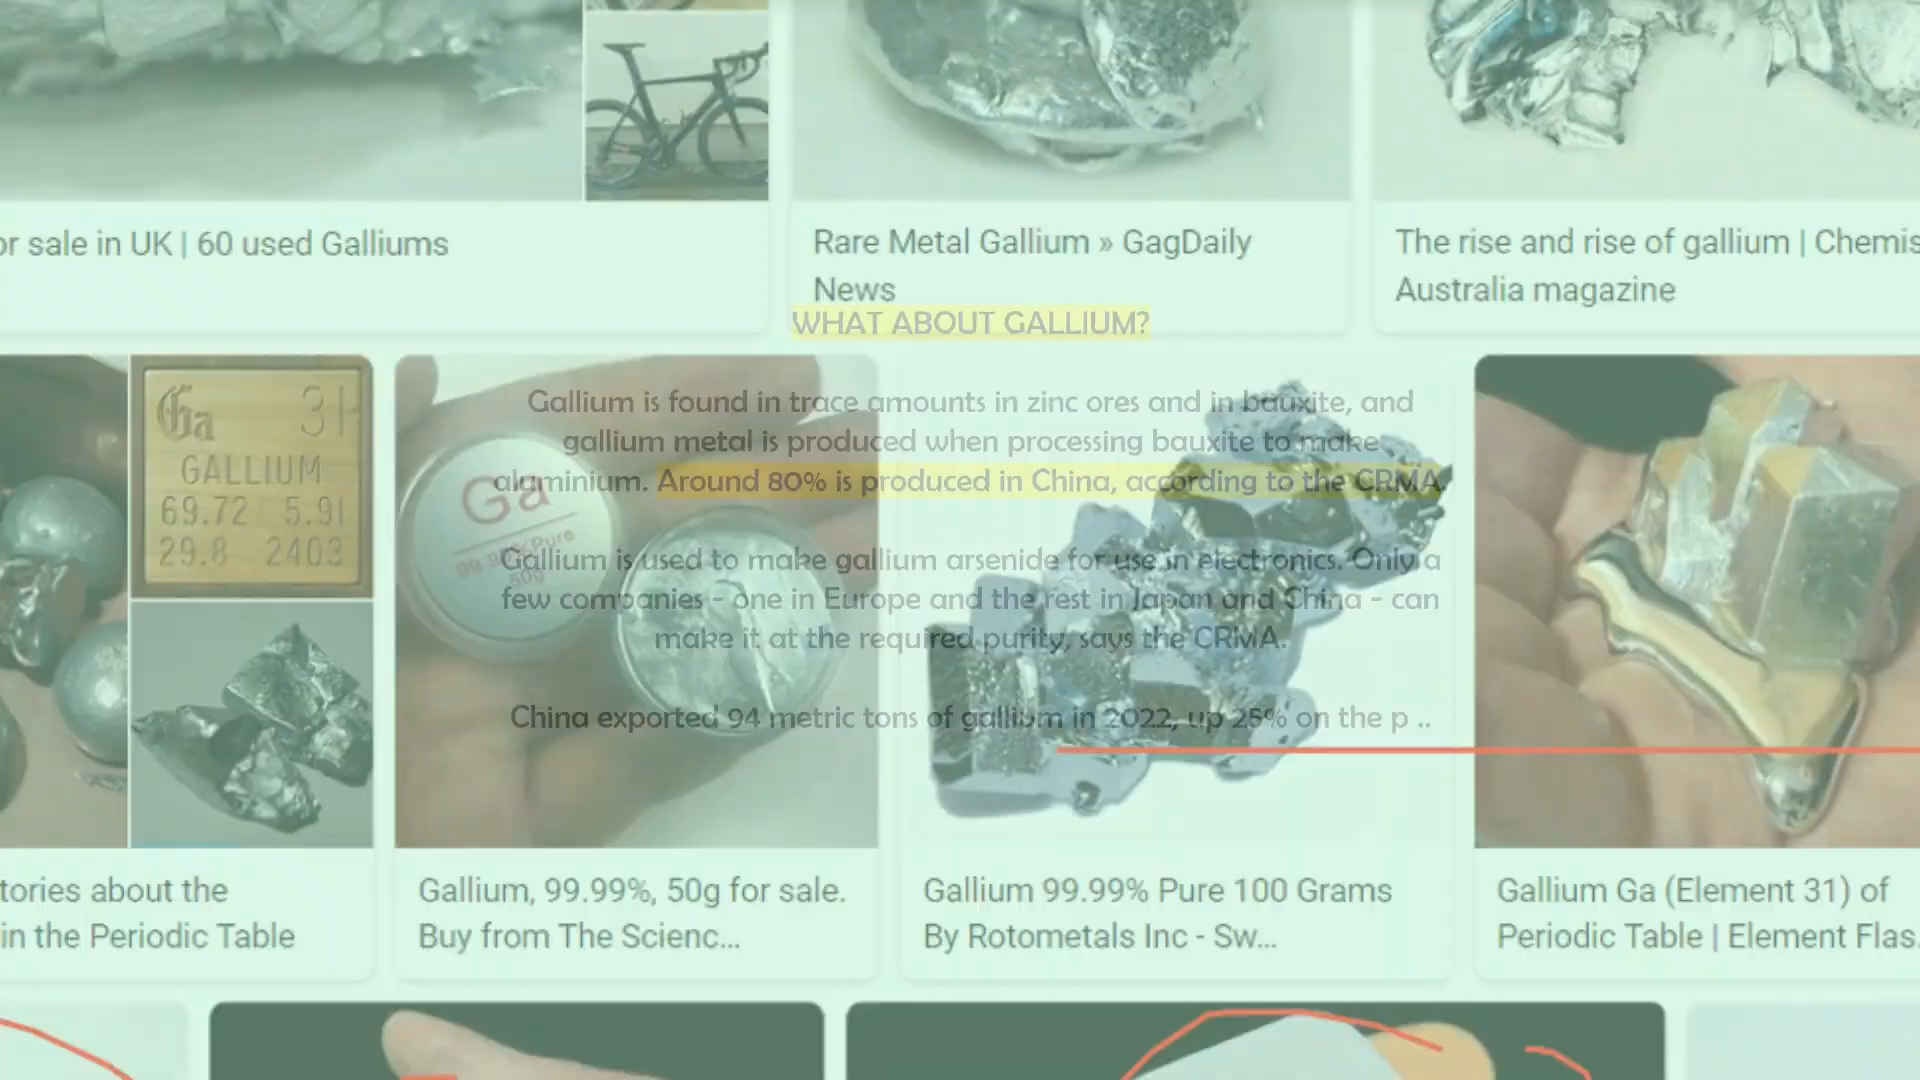 or sale in UK | 60 used Galliums
Rare Metal Gallium » GagDaily
News
The rise and rise of gallium | Chemis
Australia magazine
WHAT ABOUT GALLIUM?
Gallium is found in trace amounts in zinc ores and in bauxite, and
gallium metal is produced when processing bauxite to make
aluminium. Around 80% is produced in China, according to the CRMA.
Gallium is used to make gallium arsenide for use in electronics. Only a
few companies - one in Europe and the rest in Japan and China - can
make it at the required purity, says the CRMA.
China exported 94 metric tons of gallium in 2022, up 25% on the p ..
Ga 31
GALLIUM
69.72 5.91
29.8 2403
Ga
Pure
50g
tories about the
in the Periodic Table
Gallium, 99.99%, 50g for sale.
Buy from The Scienc...
Gallium 99.99% Pure 100 Grams
By Rotometals Inc - Sw...
Gallium Ga (Element 31) of
Periodic Table | Element Flas.